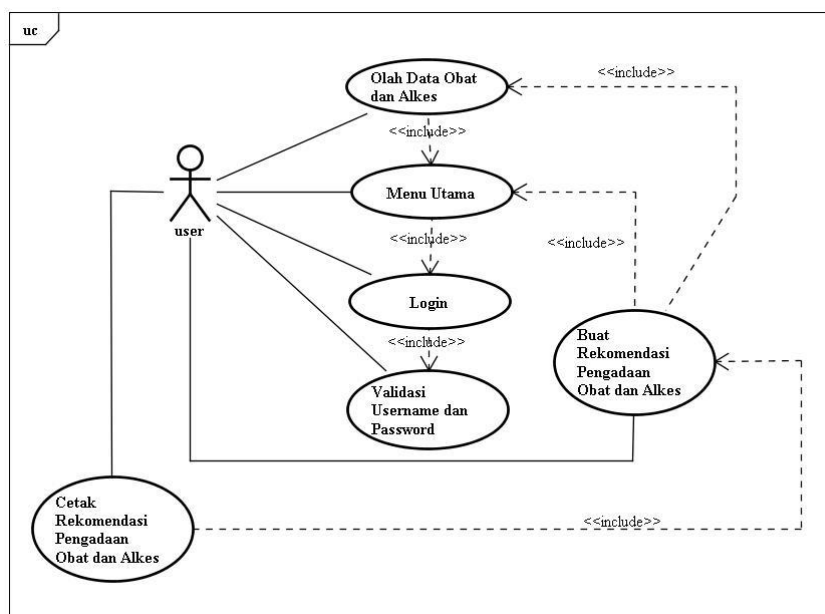 uc
Olah Data Obat
dan Alkes
<<include>>
<<include>>
Menu Utama
user
<<include>>
<<include>>
Login
<<include>>
Buat
Rekomendasi
Pengadaan
Obat dan Alkes
Validasi
Username dan
Password
Cetak
Rekomendasi
Pengadaan
Obat dan Alkes
<<include>>